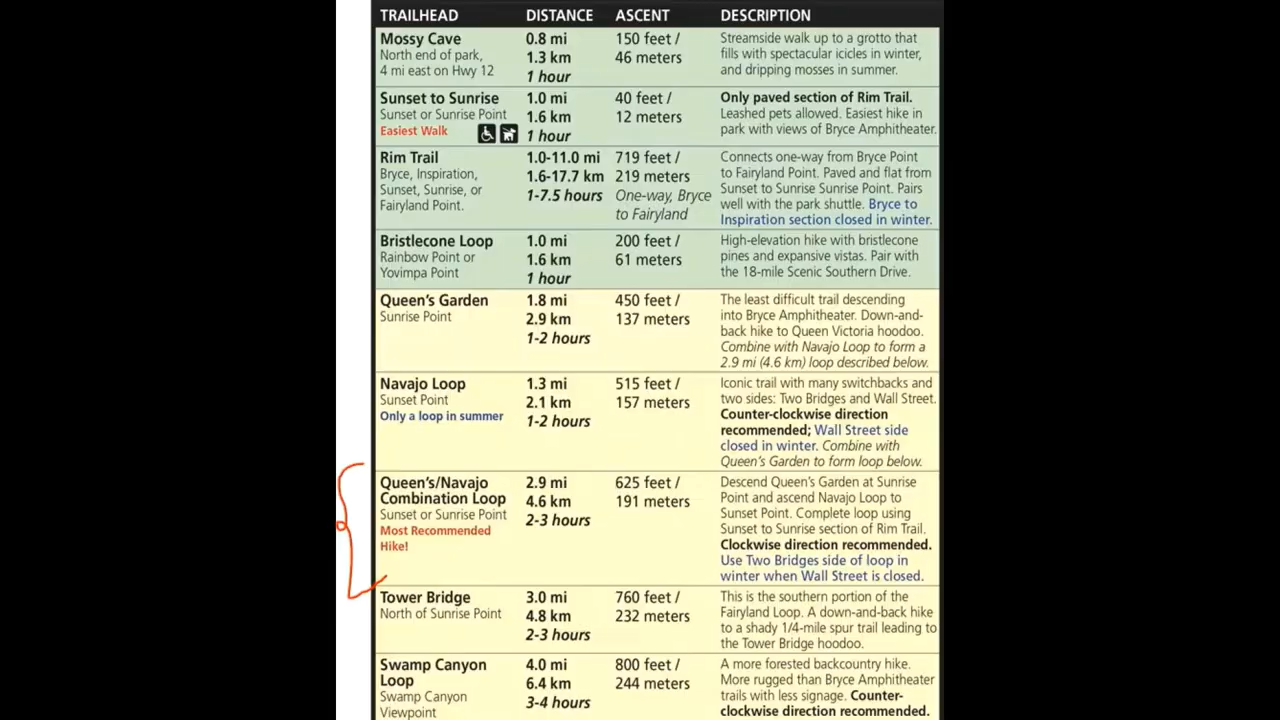 TRAILHEAD DISTANCE ASCENT DESCRIPTION
Mossy Cave
North end of park,
4 mi east on Hwy 12
0.8 mi
1.3 km
1 hour
150 feet /
46 meters
Streamside walk up to a grotto that
fills with spectacular icicles in winter,
and dripping mosses in summer.
Sunset to Sunrise
Sunset or Sunrise Point
Easiest Walk
1.0 mi
1.6 km
1 hour
40 feet /
12 meters
Only paved section of Rim Trail.
Leashed pets allowed. Easiest hike in
park with views of Bryce Amphitheater.
Rim Trail
Bryce, Inspiration,
Sunset, Sunrise, or
Fairyland Point.
1.0-11.0 mi
1.6-17.7 km
1-7.5 hours
719 feet /
219 meters
One-way, Bryce
to Fairyland
Connects one-way from Bryce Point
to Fairyland Point. Paved and flat from
Sunset to Sunrise Sunrise Point. Pairs
well with the park shuttle. Bryce to
Inspiration section closed in winter.
Bristlecone Loop
Rainbow Point or
Yovimpa Point
1.0 mi
1.6 km
1 hour
200 feet /
61 meters
High-elevation hike with bristlecone
pines and expansive vistas. Pair with
the 18-mile Scenic Southern Drive.
Queen's Garden
Sunrise Point
1.8 mi
2.9 km
1-2 hours
450 feet /
137 meters
The least difficult trail descending
into Bryce Amphitheater. Down-and-
back hike to Queen Victoria hoodoo.
Combine with Navajo Loop to form a
2.9 mi (4.6 km) loop described below.
Navajo Loop
Sunset Point
Only a loop in summer
1.3 mi
2.1 km
1-2 hours
515 feet /
157 meters
Iconic trail with many switchbacks and
two sides: Two Bridges and Wall Street.
Counter-clockwise direction
recommended; Wall Street side
closed in winter. Combine with
Queen's Garden to form loop below.
Queen's/Navajo
Combination Loop
Sunset or Sunrise Point
Most Recommended
Hike!
2.9 mi
4.6 km
2-3 hours
625 feet /
191 meters
Descend Queen's Garden at Sunrise
Point and ascend Navajo Loop to
Sunset Point. Complete loop using
Sunset to Sunrise section of Rim Trail.
Clockwise direction recommended.
Use Two Bridges side of loop in
winter when Wall Street is closed.
Tower Bridge
North of Sunrise Point
3.0 mi
4.8 km
2-3 hours
760 feet /
232 meters
This is the southern portion of the
Fairyland Loop. A down-and-back hike
to a shady 1/4-mile spur trail leading to
the Tower Bridge hoodoo.
Swamp Canyon
Loop
Swamp Canyon
Viewpoint
4.0 mi
6.4 km
3-4 hours
800 feet /
244 meters
A more forested backcountry hike.
More rugged than Bryce Amphitheater
trails with less signage. Counter-
clockwise direction recommended.